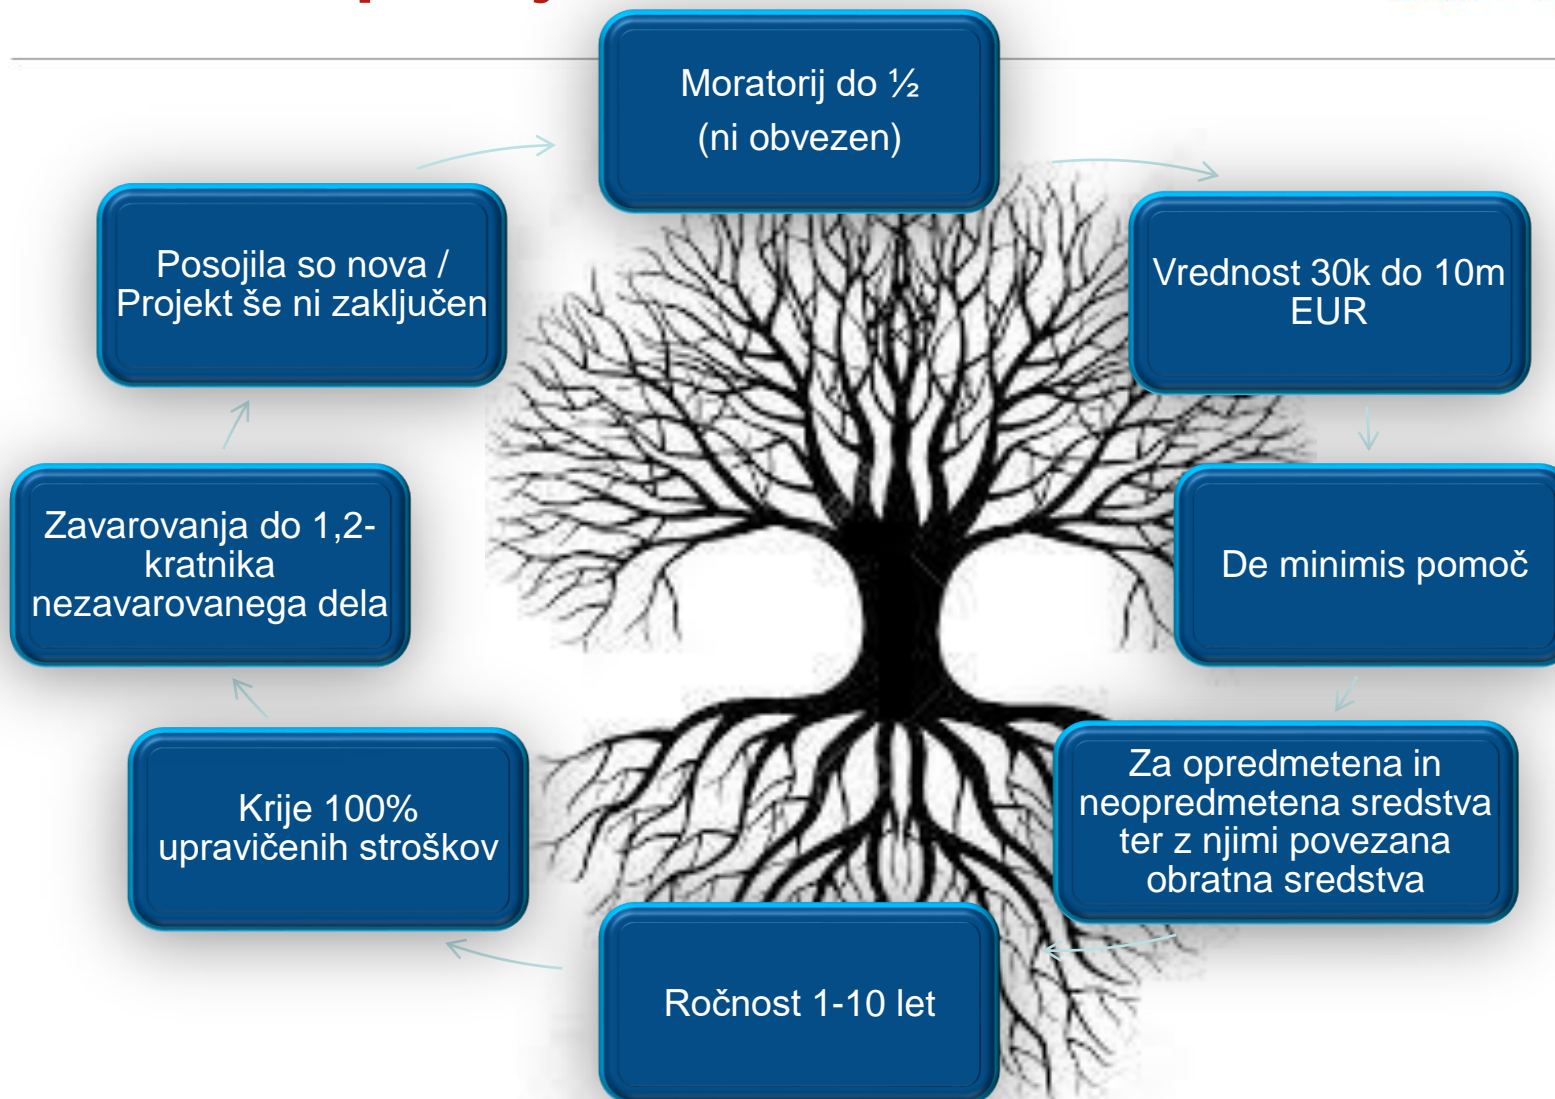 Moratorij do ½
(ni obvezen)
Vrednost 30k do 10m
EUR
De minimis pomoč
Za opredmetena in
neopredmetena sredstva
ter z njimi povezana
obratna sredstva
Ročnost 1-10 let
Krije 100%
upravičenih stroškov
Zavarovanja do 1,2-
kratnika
nezavarovanega dela
Posojila so nova /
Projekt še ni zaključen